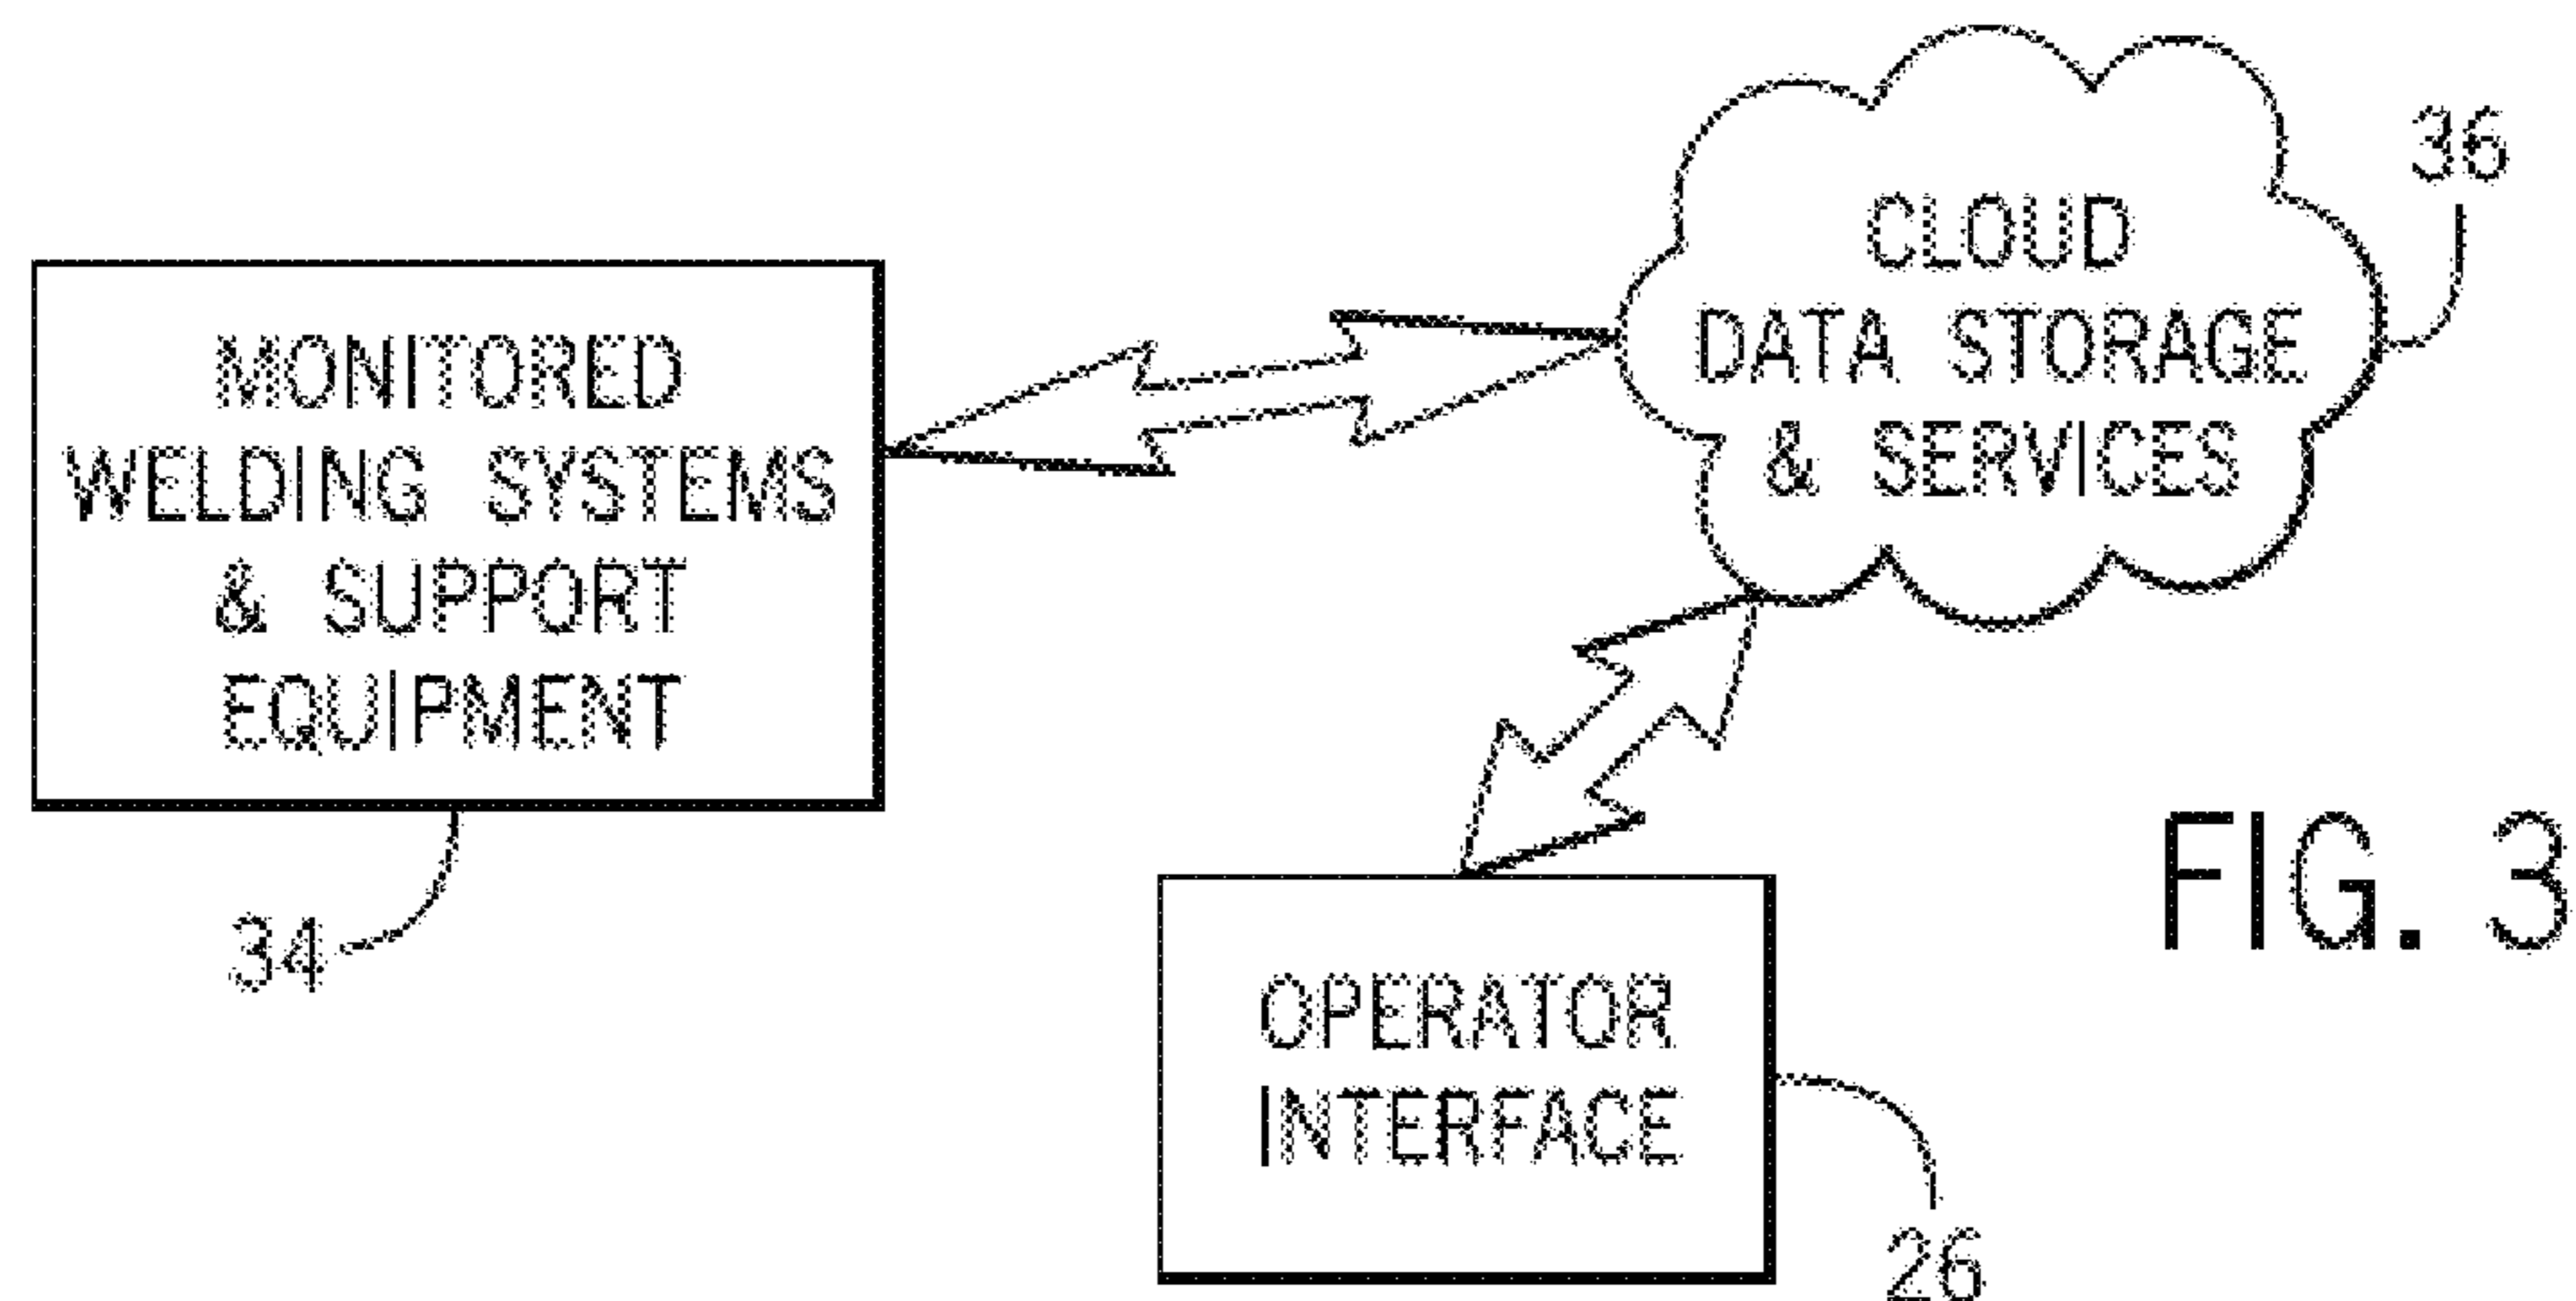 CLOUD
DATA STORAGE
& SERVICES
36
MONITORED
WELDING SYSTEMS
& SUPPORT
EQUIPMENT
34
OPERATOR
INTERFACE
26
FIG. 3